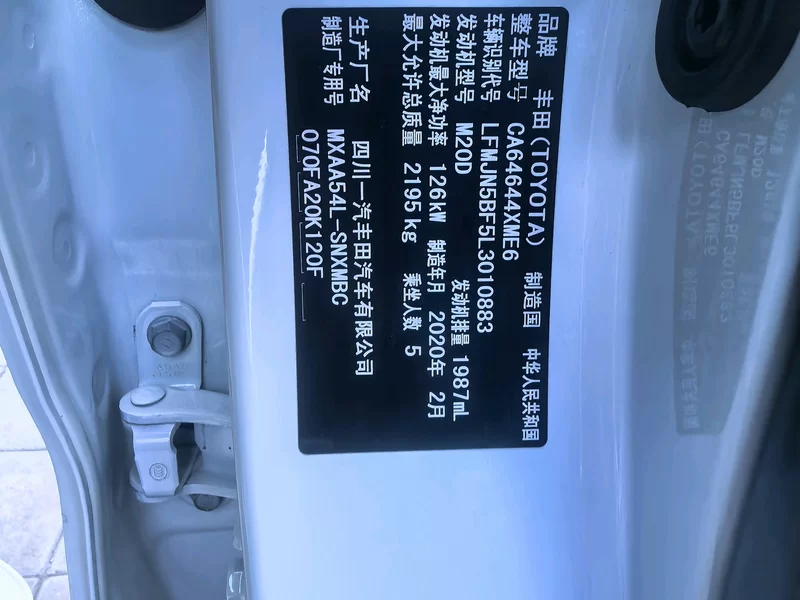 品牌 丰田(TOYOTA) 制造国 中华人民共和国
整车型号 CA64644XME6
车辆识别代号 LFMJN5BF5L3010883
发动机型号 M20D 发动机排量 1987mL
发动机最大净功率 126kW 制造年月 2020年 2月
最大允许总质量 2195kg 乘坐人数 5
生产厂名 四川一汽丰田汽车有限公司
制造厂专用号 MXAA54L-SNXMBC
070FA20K120F